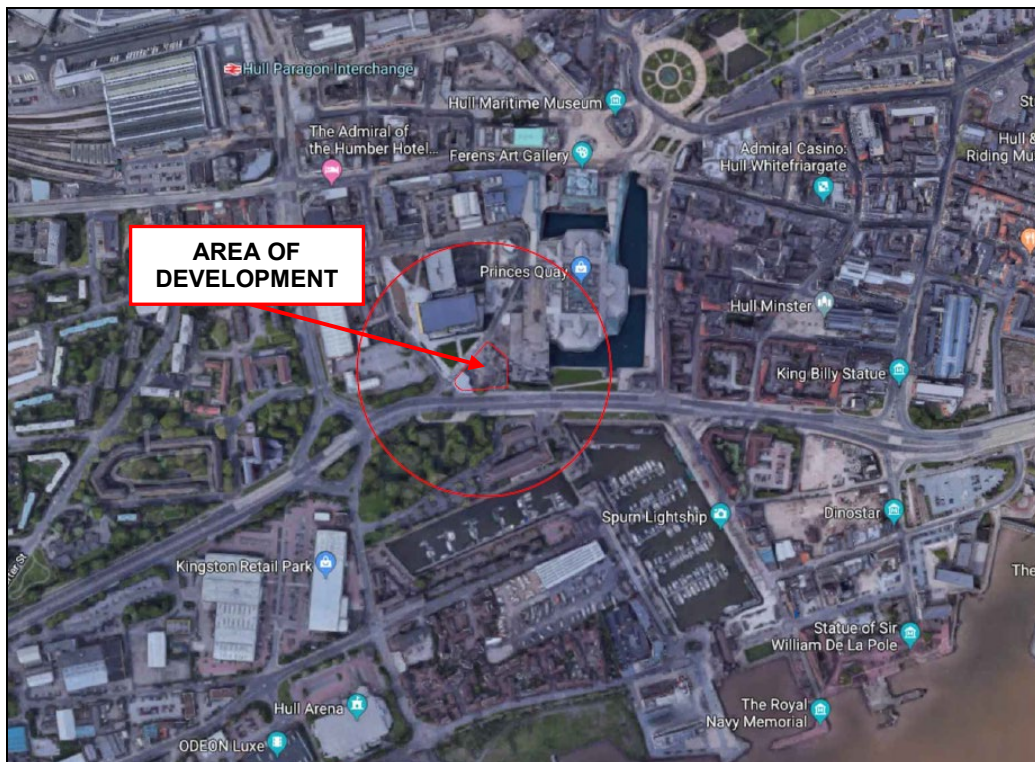 Hull Paragon Interchange
Hull Maritime Museum
The Admiral of
the Humber Hotel...
Ferens Art Gallery
Admiral Casino:
Hull Whitefriargate
Hull &
Riding Mu
AREA OF
DEVELOPMENT
Princes Quay
Hull Minster
King Billy Statue
Spurn Lightship
Dinostar
Kingston Retail Park
The
Statue of Sir
William De La Pole
Hull Arena
The Royal
Navy Memorial
ODEON Luxe